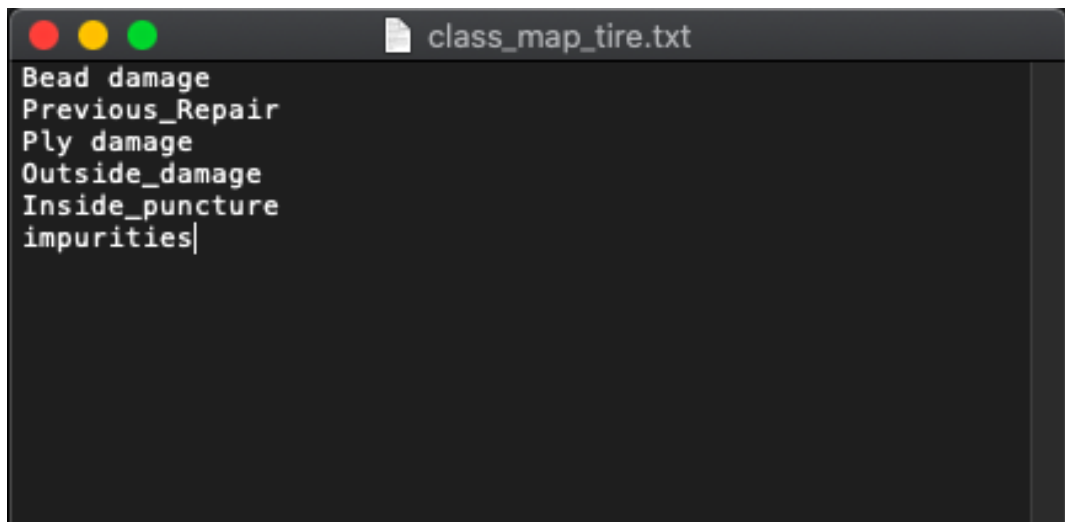 class_map_tire.txt
Bead damage
Previous_Repair
Ply damage
Outside_damage
Inside_puncture
impurities